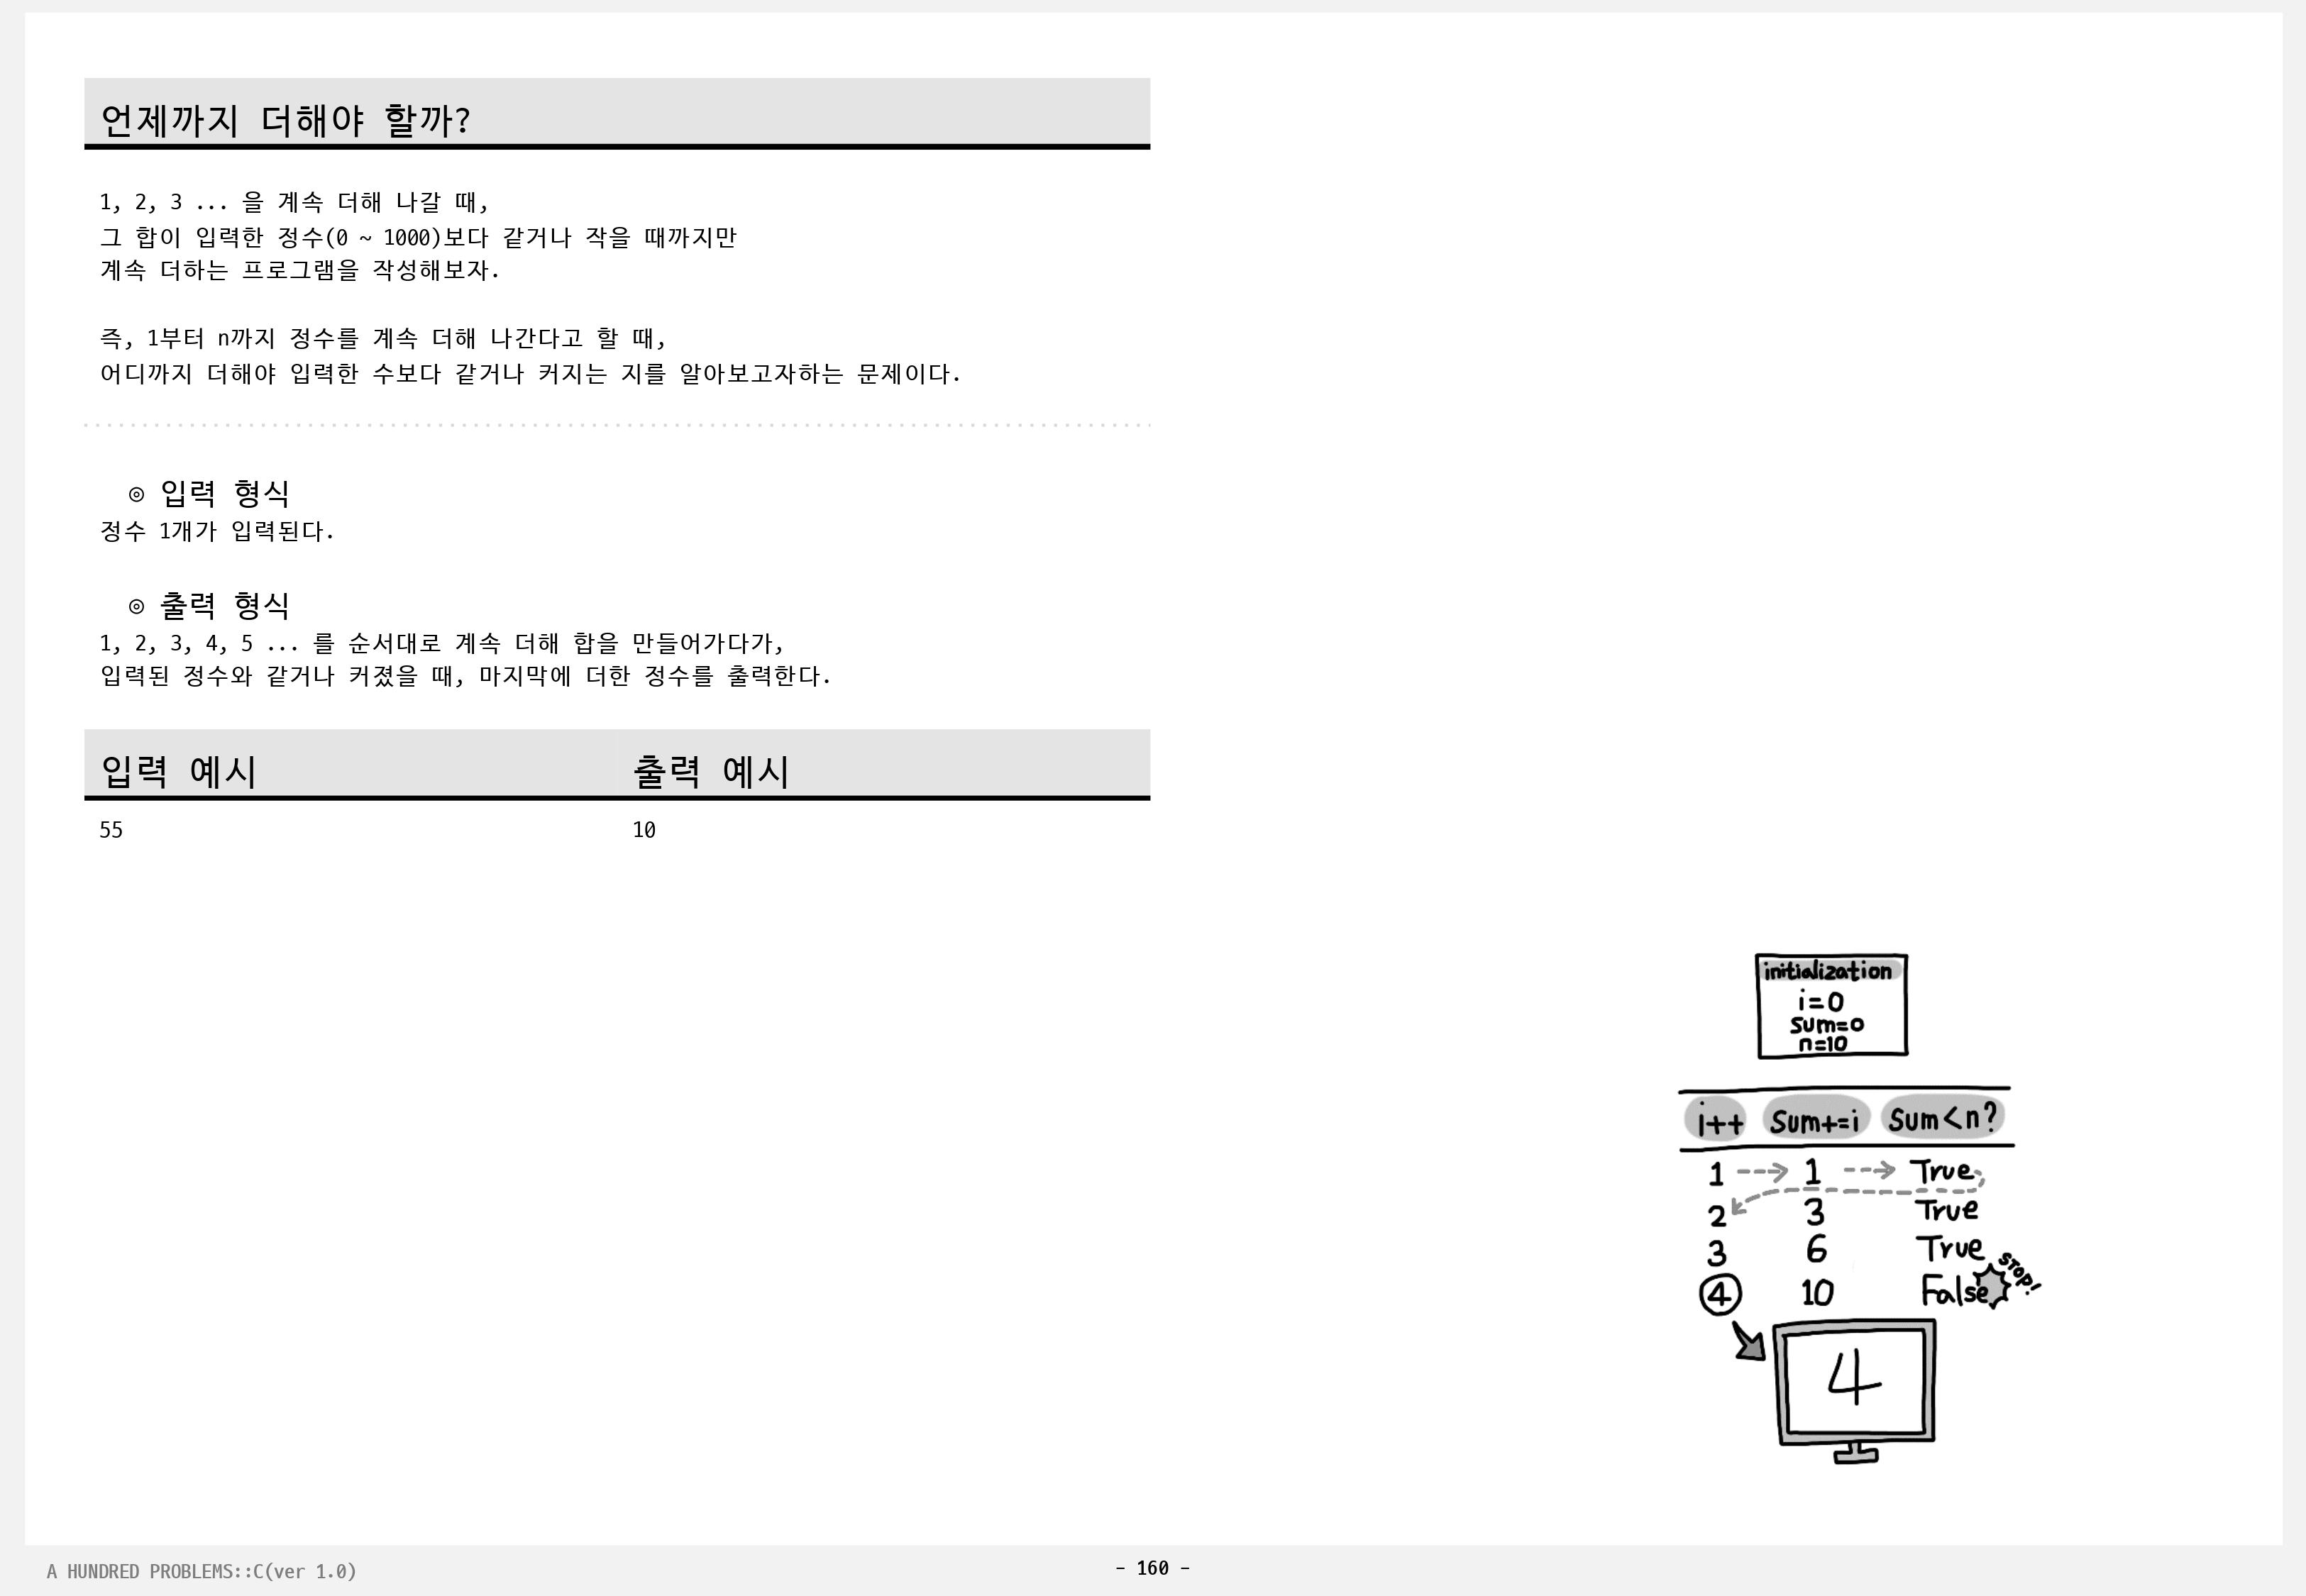 언제까지 더해야 할까?
1, 2, 3 ... 을 계속 더해 나갈 때,
그 합이 입력한 정수(0 ~ 1000)보다 같거나 작을 때까지만
계속 더하는 프로그램을 작성해보자.
즉, 1부터 n까지 정수를 계속 더해 나간다고 할 때,
어디까지 더해야 입력한 수보다 같거나 커지는 지를 알아보고자하는 문제이다.
◎ 입력 형식
정수 1개가 입력된다.
◎ 출력 형식
1, 2, 3, 4, 5 ... 를 순서대로 계속 더해 합을 만들어가다가,
입력된 정수와 같거나 커졌을 때, 마지막에 더한 정수를 출력한다.
입력 예시 출력 예시
55 10
initialization
i=0
sum=0
n=10
i++ Sum+=i Sum<n?
1 1 True
2 3 True
3 6 True
4 10 False STOP!
4
A HUNDRED PROBLEMS::C(ver 1.0)
- 160 -